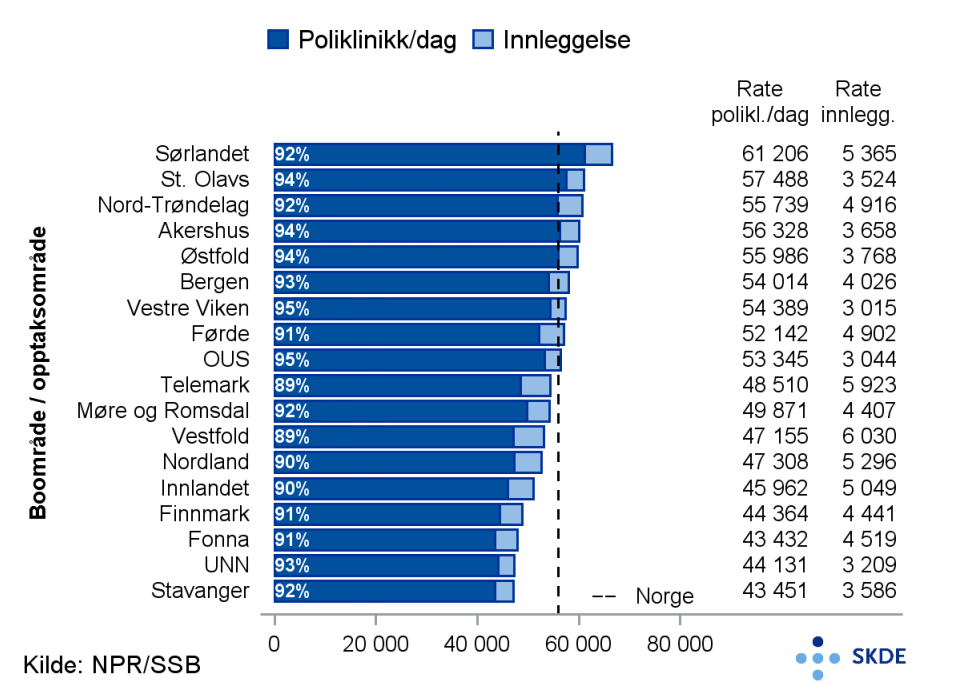 Poliklinikk/dag Innleggelse
Rate Rate
polikl./dag innlegg.
Boområde / opptaksområde
Sørlandet 92% 61 206 5 365
St. Olavs 94% 57 488 3 524
Nord-Trøndelag 92% 55 739 4 916
Akershus 94% 56 328 3 658
Østfold 94% 55 986 3 768
Bergen 93% 54 014 4 026
Vestre Viken 95% 54 389 3 015
Førde 91% 52 142 4 902
OUS 95% 53 345 3 044
Telemark 89% 48 510 5 923
Møre og Romsdal 92% 49 871 4 407
Vestfold 89% 47 155 6 030
Nordland 90% 47 308 5 296
Innlandet 90% 45 962 5 049
Finnmark 91% 44 364 4 441
Fonna 91% 43 432 4 519
UNN 93% 44 131 3 209
Stavanger 92% 43 451 3 586
Norge
0 20 000 40 000 60 000 80 000
Kilde: NPR/SSB
SKDE